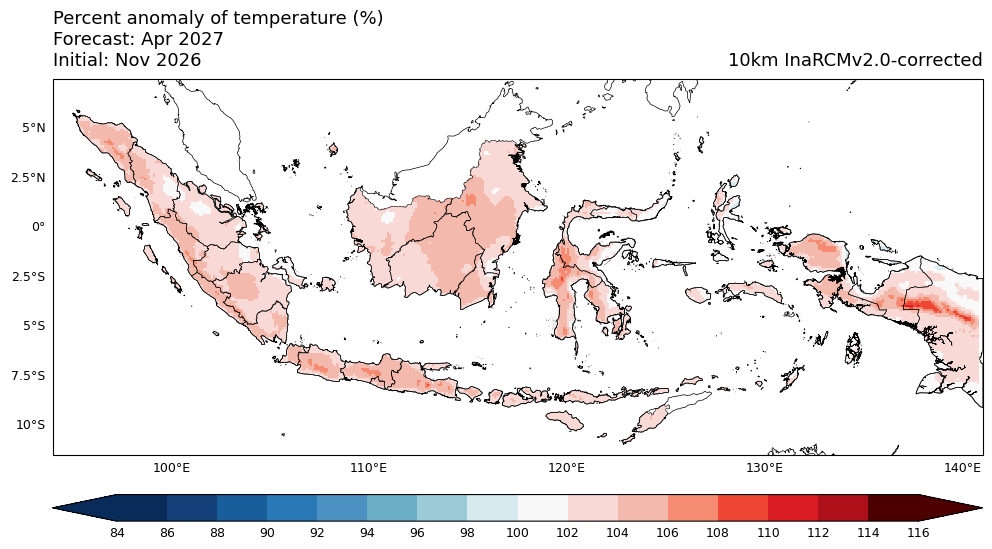 Percent anomaly of temperature (%)
Forecast: Apr 2027
Initial: Nov 2026
10km InaRCMv2.0-corrected
5°N
2.5°N
0°
2.5°S
5°S
7.5°S
10°S
100°E 110°E 120°E 130°E 140°E
84 86 88 90 92 94 96 98 100 102 104 106 108 110 112 114 116